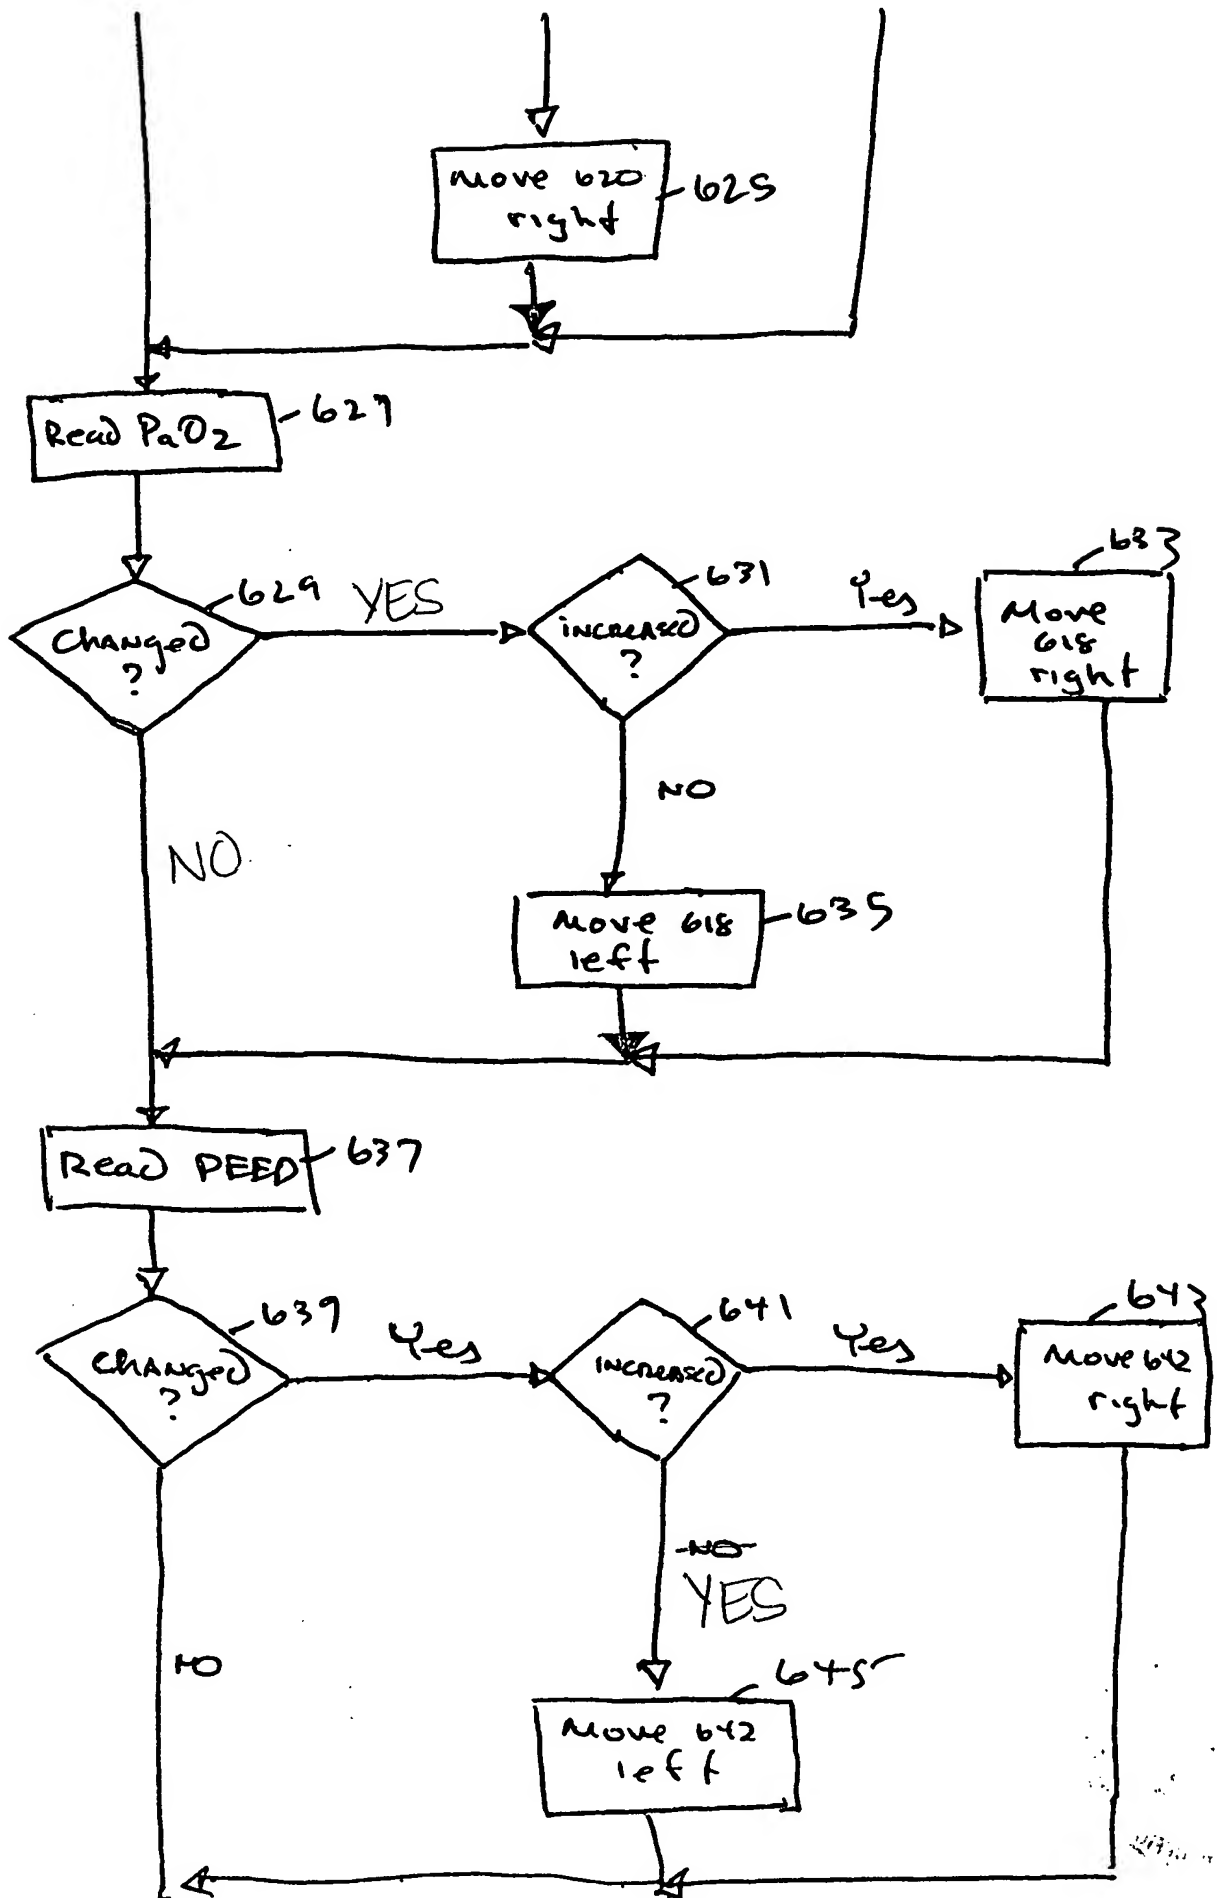 Move 620
right
625
Read PaO2
627
Changed
?
629
YES
INCREASED
?
631
Yes
633
Move
618
right
NO
NO
Move 618
left
635
Read PEEP
637
Changed
?
639
Yes
INCREASED
?
641
Yes
643
Move 642
right
NO
YES
NO
645
Move 642
left